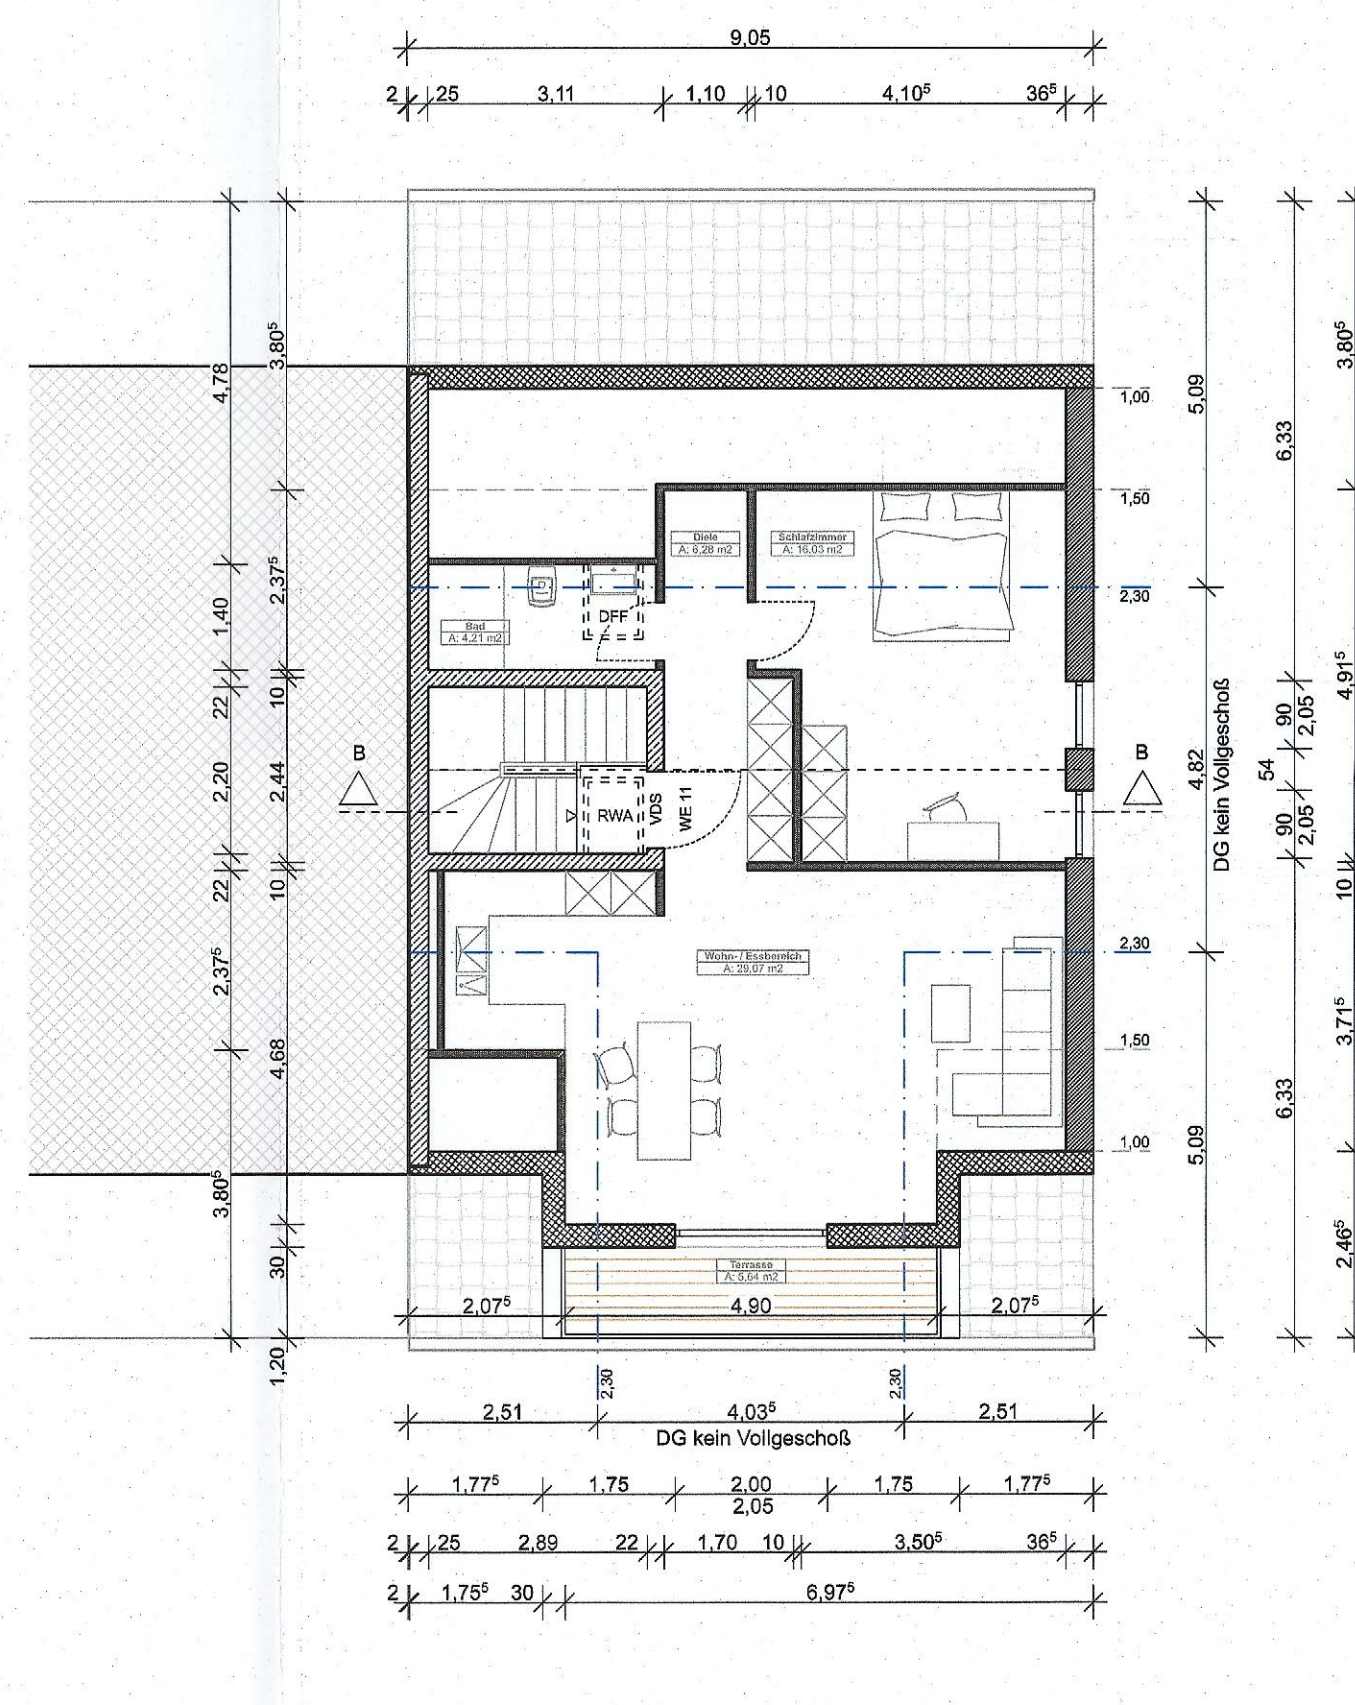 9,05
2 25 3,11 1,10 10 4,10⁵ 36⁵
4,78
3,80⁵
1,40
2,37⁵
22
10
2,20
2,44
22
10
2,37⁵
4,68
3,80⁵
30
1,20
5,09
4,82
5,09
DG kein Vollgeschoß
6,33
90
2,05
54
90
2,05
6,33
3,80⁵
4,91⁵
10
3,71⁵
2,46⁵
1,00
1,50
2,30
2,30
1,50
1,00
Diele
A: 6,28 m2
Schlafzimmer
A: 16,03 m2
Bad
A: 4,21 m2
DFF
B
B
RWA
VDS
WE 11
Wohn- / Essbereich
A: 29,07 m2
Terrasse
A: 5,64 m2
2,07⁵ 4,90 2,07⁵
2,30
2,30
2,51 4,03⁵ 2,51
DG kein Vollgeschoß
1,77⁵ 1,75 2,00 1,75 1,77⁵
2,05
2 25 2,89 22 1,70 10 3,50⁵ 36⁵
2 1,75⁵ 30 6,97⁵